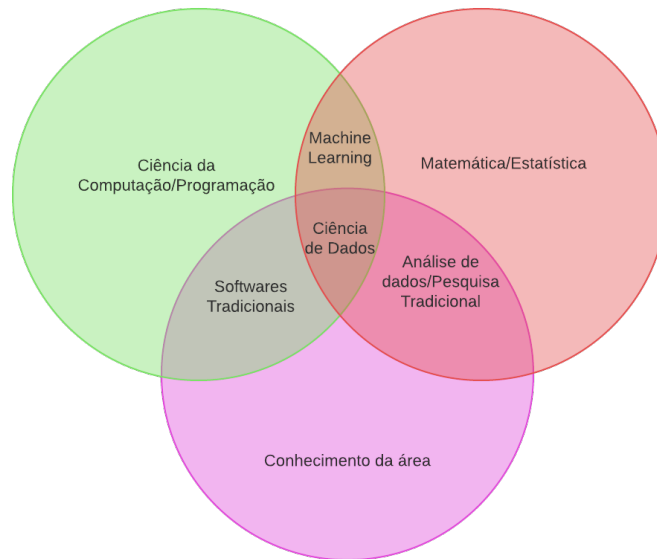 Machine
Learning
Ciência da
Computação/Programação
Matemática/Estatística
Ciência
de Dados
Softwares
Tradicionais
Análise de
dados/Pesquisa
Tradicional
Conhecimento da área